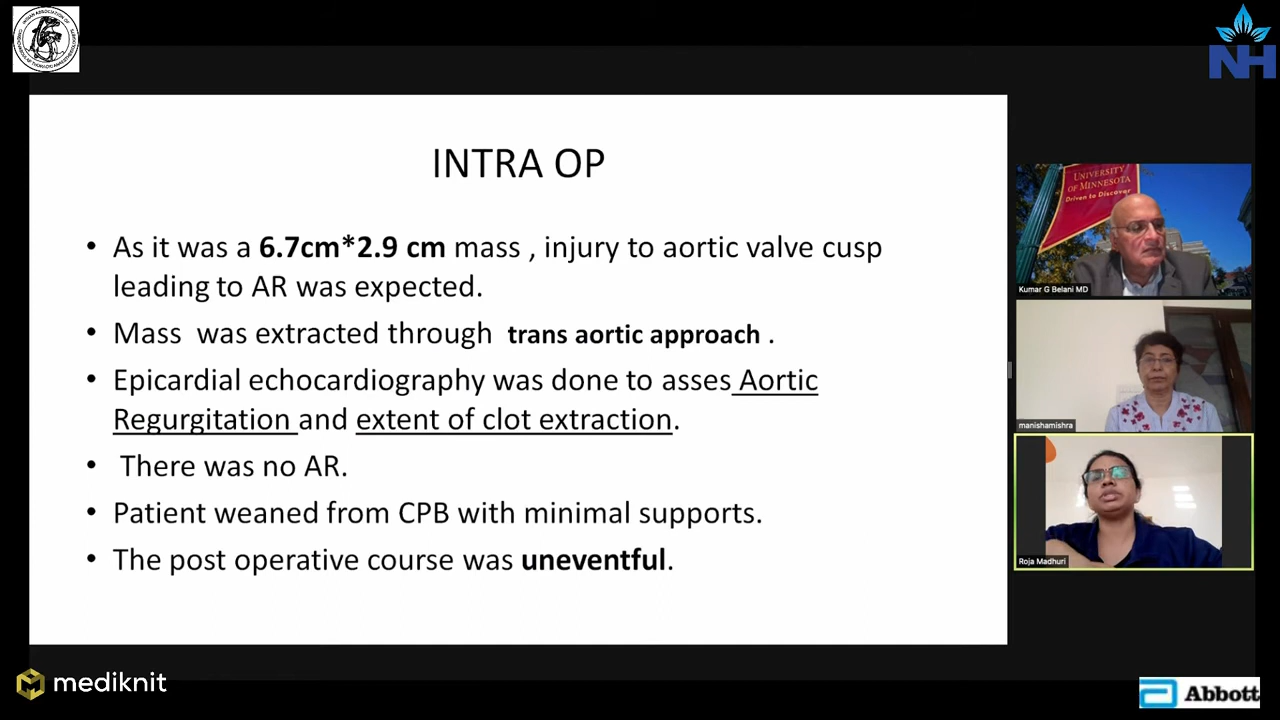 INTRA OP
• As it was a 6.7cm*2.9 cm mass , injury to aortic valve cusp
leading to AR was expected.
• Mass was extracted through trans aortic approach .
• Epicardial echocardiography was done to asses Aortic
Regurgitation and extent of clot extraction.
• There was no AR.
• Patient weaned from CPB with minimal supports.
• The post operative course was uneventful.
NH
UNIVERSITY
OF MINNESOTA
Driven to Discover
Kumar G Belani MD
manishamishra
Roja Madhuri
mediknit
Abbott